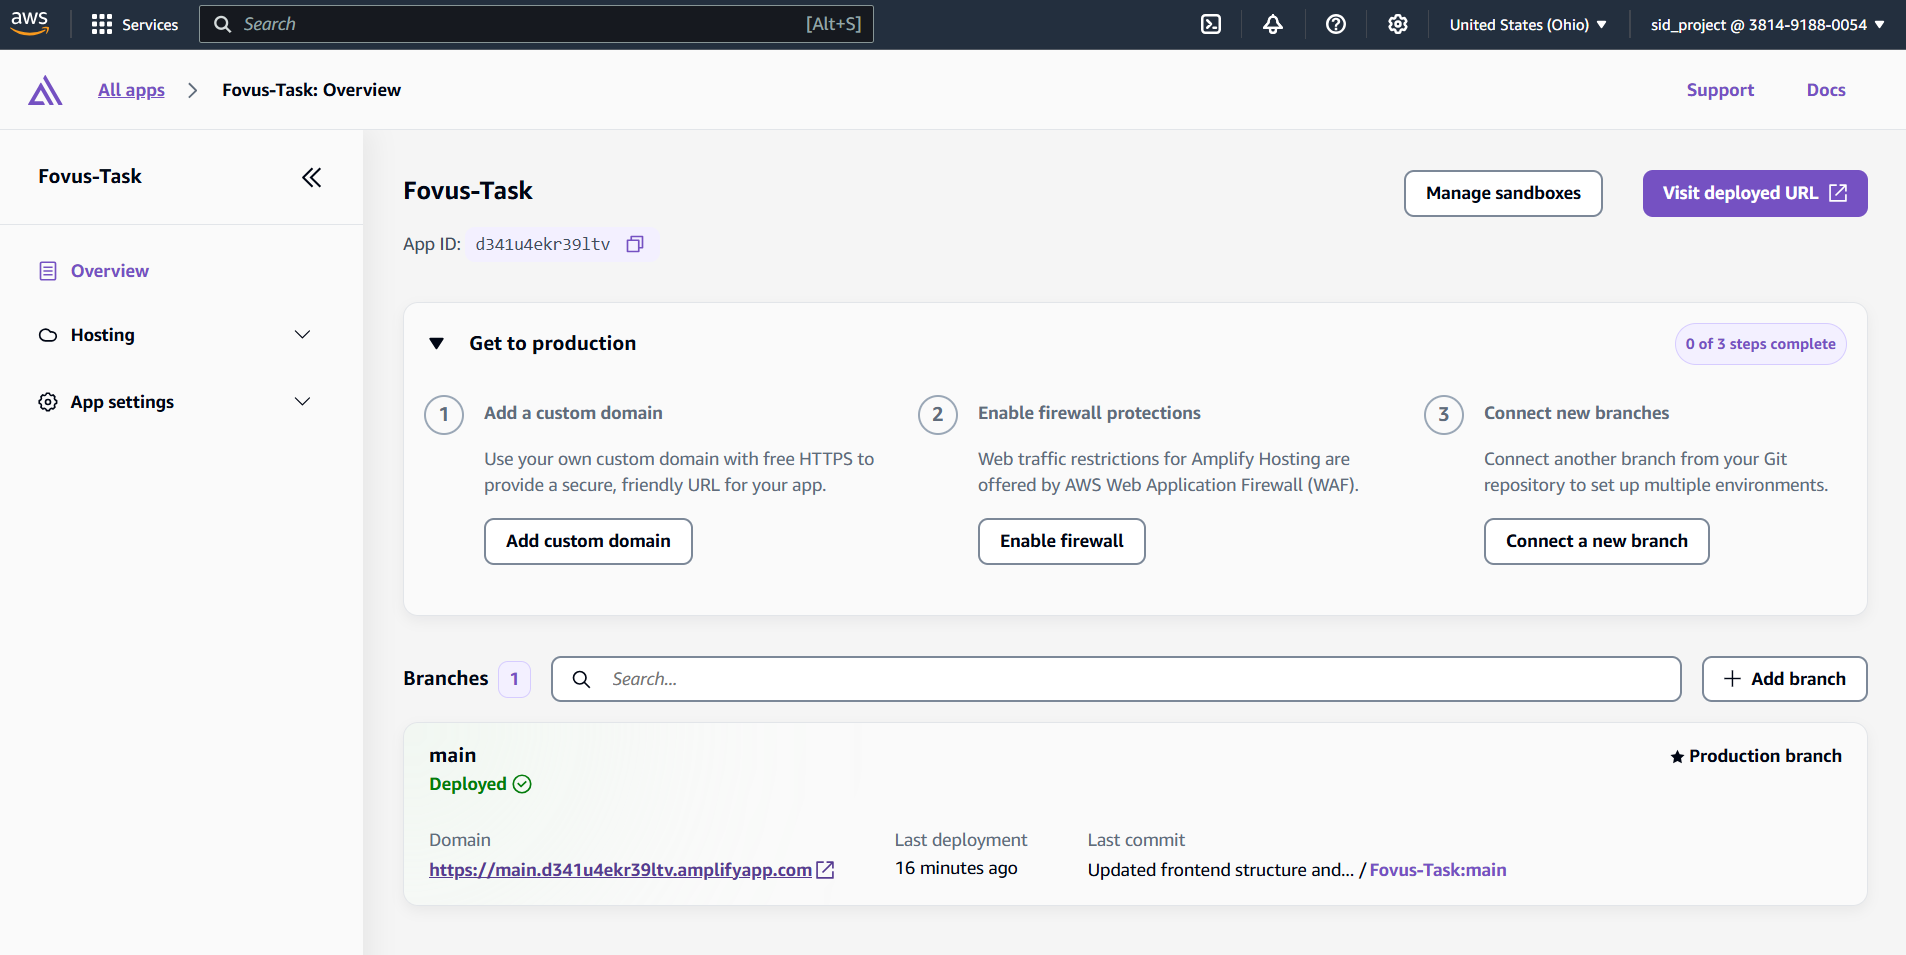 aws Services Search [Alt+S] United States (Ohio) sid_project @ 3814-9188-0054
All apps Fovus-Task: Overview Support Docs
Fovus-Task
Overview
Hosting
App settings
Fovus-Task Manage sandboxes Visit deployed URL
App ID: d341u4ekr39ltv
Get to production 0 of 3 steps complete
1 Add a custom domain
Use your own custom domain with free HTTPS to
provide a secure, friendly URL for your app.
Add custom domain
2 Enable firewall protections
Web traffic restrictions for Amplify Hosting are
offered by AWS Web Application Firewall (WAF).
Enable firewall
3 Connect new branches
Connect another branch from your Git
repository to set up multiple environments.
Connect a new branch
Branches 1 Search... Add branch
main Production branch
Deployed
Domain
https://main.d341u4ekr39ltv.amplifyapp.com
Last deployment
16 minutes ago
Last commit
Updated frontend structure and... / Fovus-Task:main